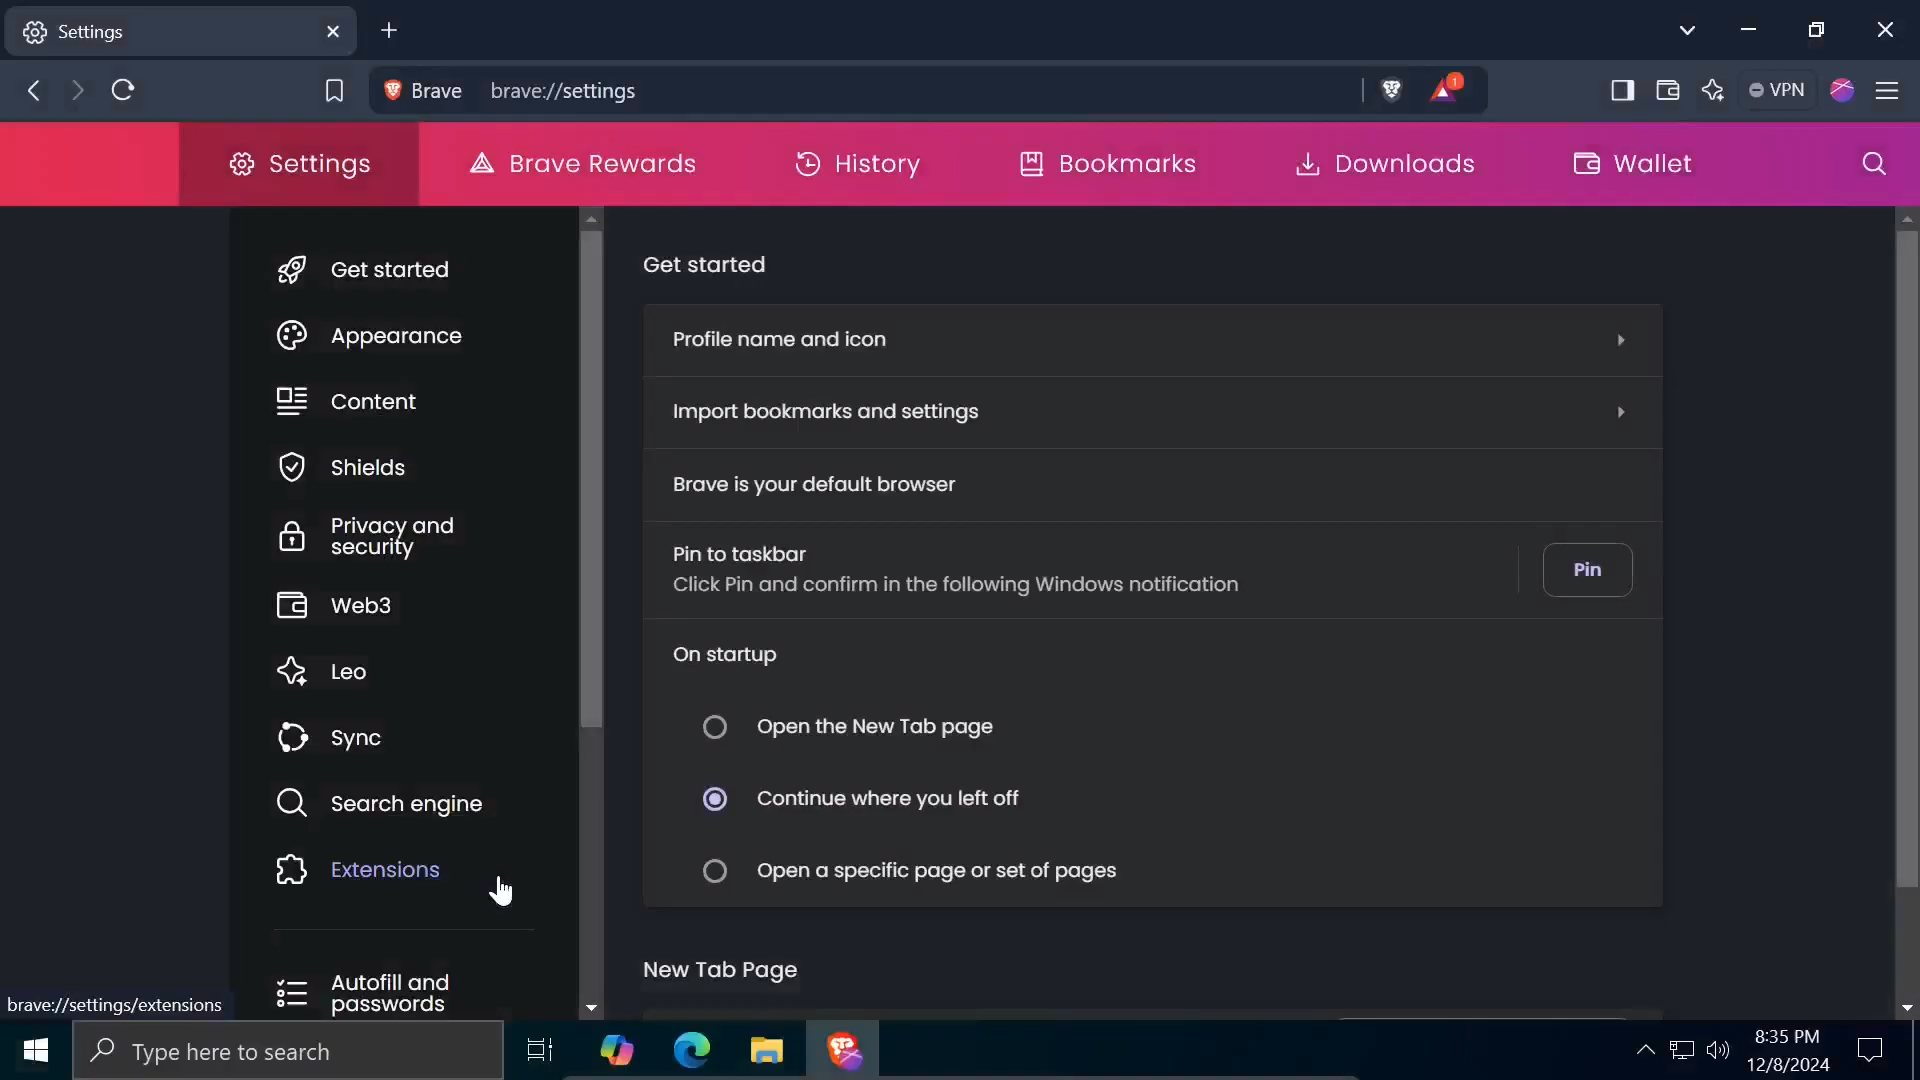 Settings
Brave
brave://settings
1
VPN
Settings
Brave Rewards
History
Bookmarks
Downloads
Wallet
Get started
Appearance
Content
Shields
Privacy and
security
Web3
Leo
Sync
Search engine
Extensions
Autofill and
passwords
Get started
Profile name and icon
Import bookmarks and settings
Brave is your default browser
Pin to taskbar
Click Pin and confirm in the following Windows notification
Pin
On startup
Open the New Tab page
Continue where you left off
Open a specific page or set of pages
New Tab Page
brave://settings/extensions
Type here to search
8:35 PM
12/8/2024